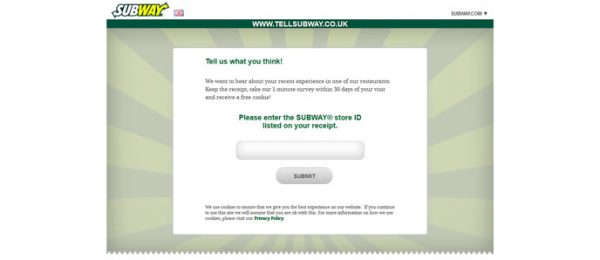 SUBWAY
SUBWAY.COM ▼
WWW.TELLSUBWAY.CO.UK
Tell us what you think!
We want to hear about your recent experience in one of our restaurants.
Keep the receipt, take our 1-minute survey within 30 days of your visit
and receive a free cookie!
Please enter the SUBWAY® store ID
listed on your receipt.
SUBMIT
We use cookies to ensure that we give you the best experience on our website. If you continue
to use this site we will assume that you are ok with this. For more information on how we use
cookies, please visit our Privacy Policy.